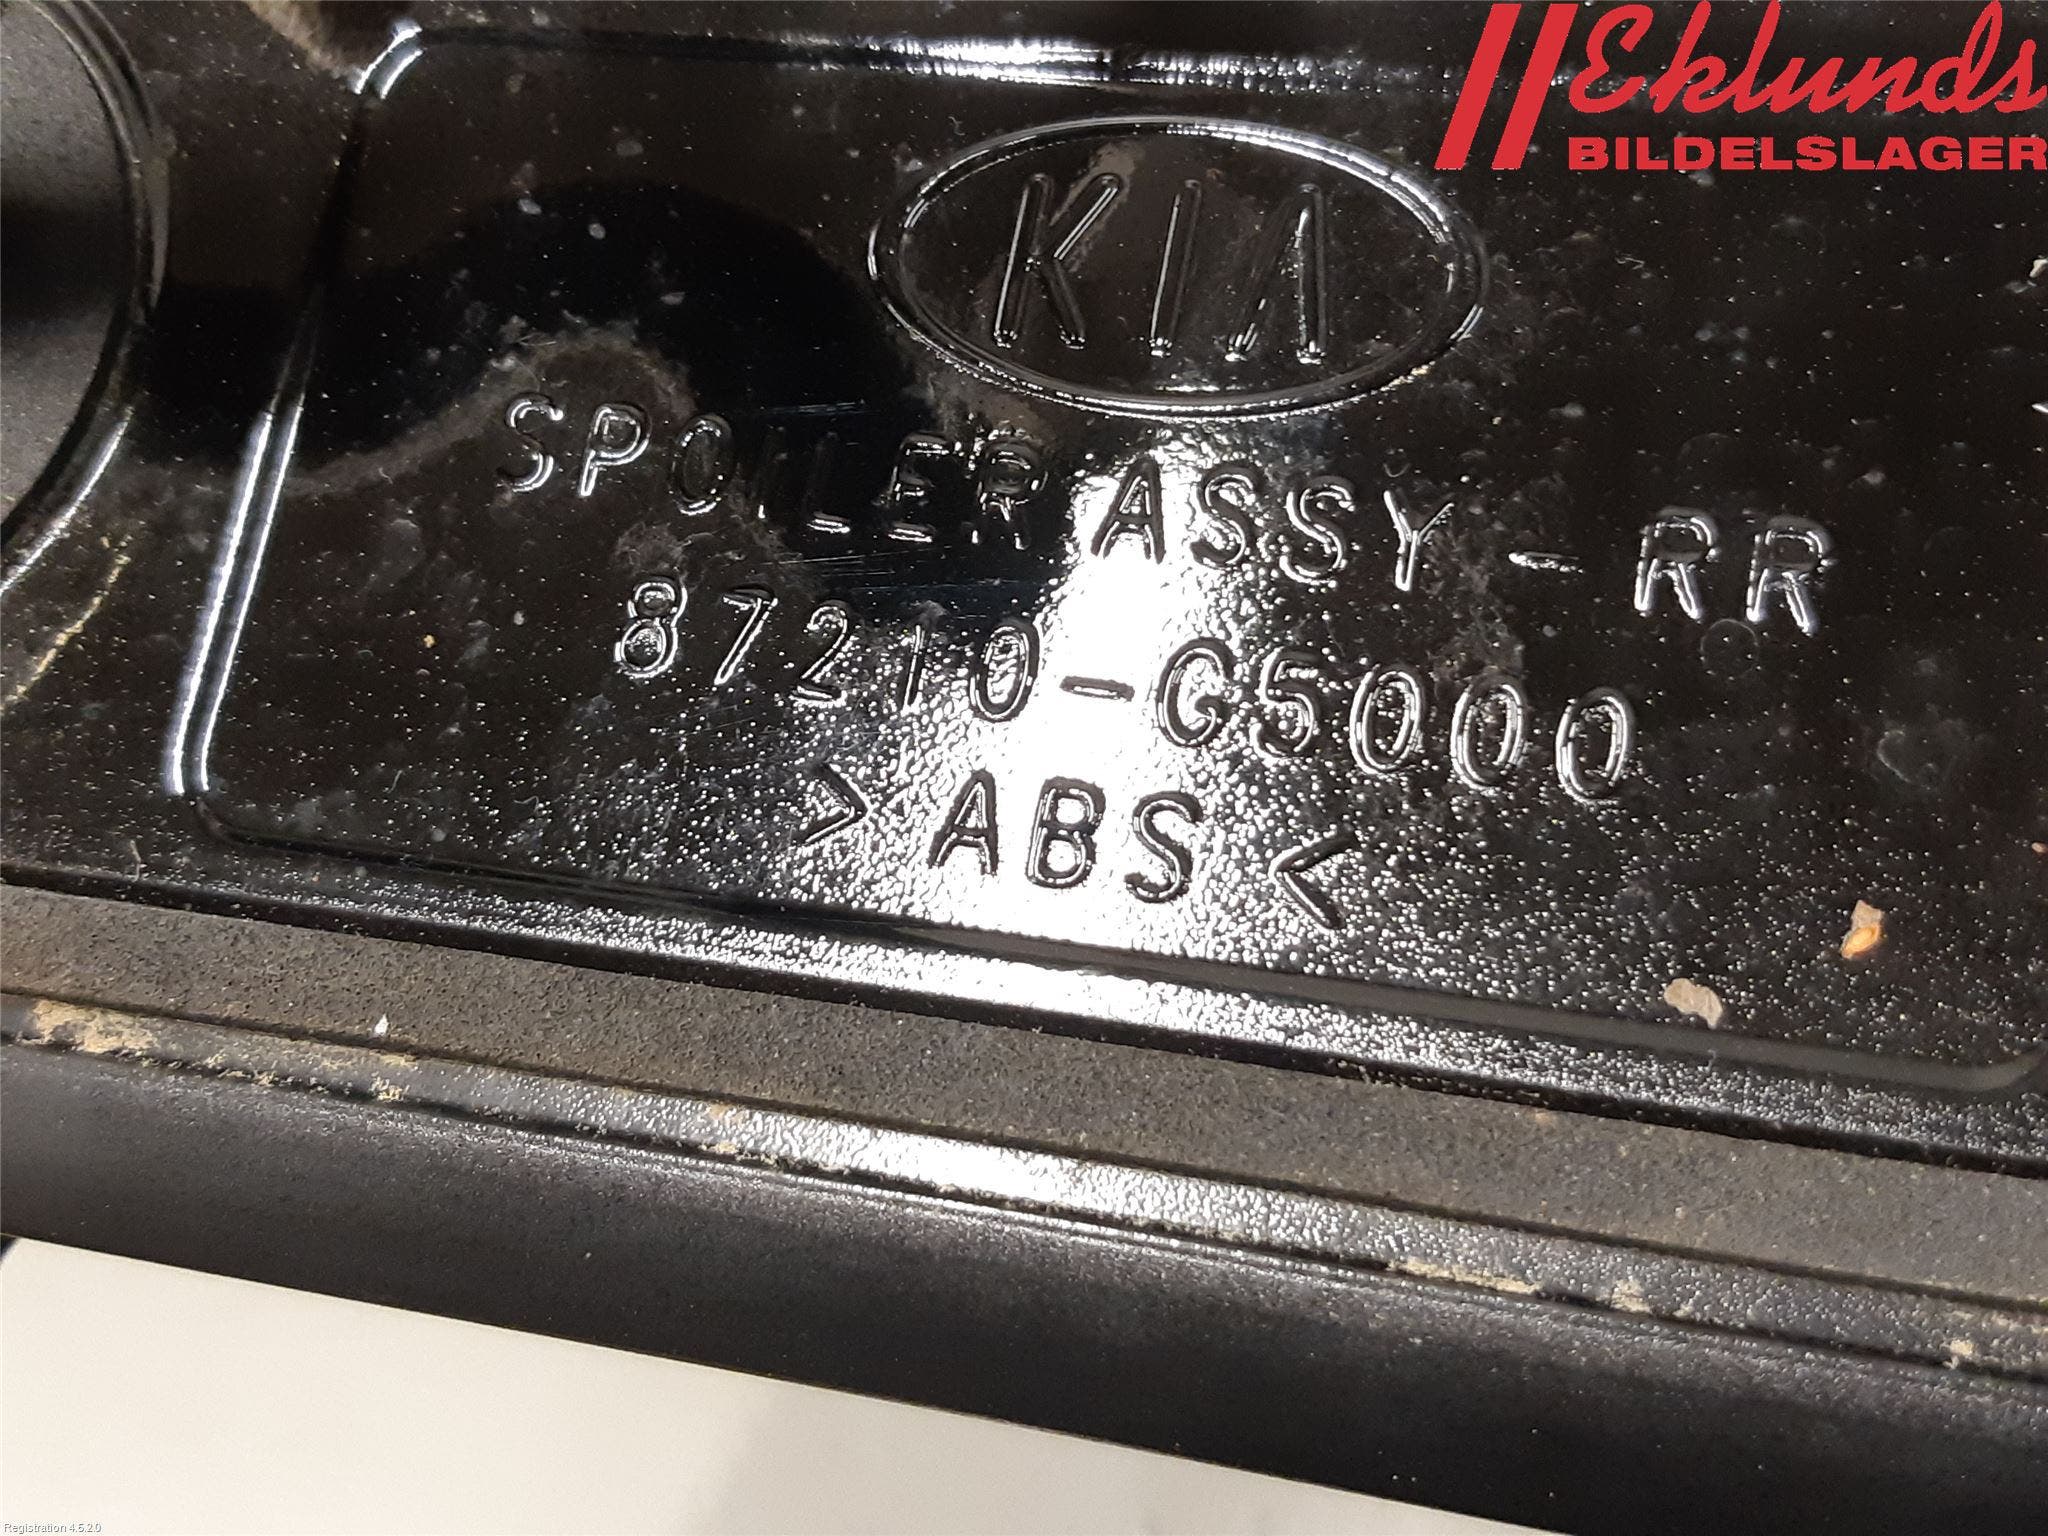 Eklunds
BILDELSLAGER
KIA
SPOILER ASSY-RR
87210-G5000
>ABS<
Registration 4.5.2.0